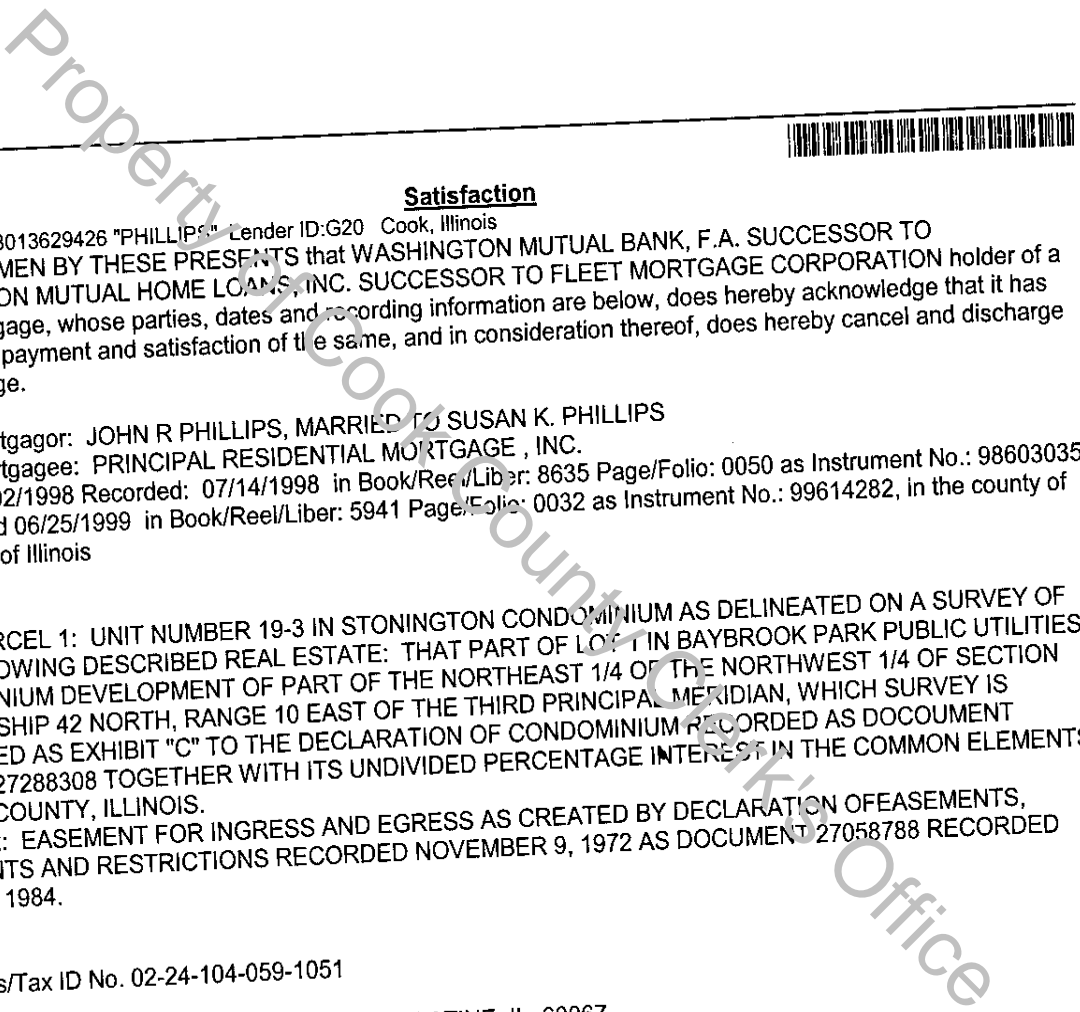 Property of Cook County Clerk's Office
Satisfaction
3013629426 "PHILLIPS" Lender ID:G20 Cook, Illinois
MEN BY THESE PRESENTS that WASHINGTON MUTUAL BANK, F.A. SUCCESSOR TO
ON MUTUAL HOME LOANS, INC. SUCCESSOR TO FLEET MORTGAGE CORPORATION holder of a
gage, whose parties, dates and recording information are below, does hereby acknowledge that it has
payment and satisfaction of the same, and in consideration thereof, does hereby cancel and discharge
ge.
tgagor: JOHN R PHILLIPS, MARRIED TO SUSAN K. PHILLIPS
tgagee: PRINCIPAL RESIDENTIAL MORTGAGE , INC.
02/1998 Recorded: 07/14/1998 in Book/Reel/Liber: 8635 Page/Folio: 0050 as Instrument No.: 98603035
d 06/25/1999 in Book/Reel/Liber: 5941 Page/Folio: 0032 as Instrument No.: 99614282, in the county of
of Illinois
RCEL 1: UNIT NUMBER 19-3 IN STONINGTON CONDOMINIUM AS DELINEATED ON A SURVEY OF
OWING DESCRIBED REAL ESTATE: THAT PART OF LOT 1 IN BAYBROOK PARK PUBLIC UTILITIES
NIUM DEVELOPMENT OF PART OF THE NORTHEAST 1/4 OF THE NORTHWEST 1/4 OF SECTION
SHIP 42 NORTH, RANGE 10 EAST OF THE THIRD PRINCIPAL MERIDIAN, WHICH SURVEY IS
ED AS EXHIBIT "C" TO THE DECLARATION OF CONDOMINIUM RECORDED AS DOCOUMENT
27288308 TOGETHER WITH ITS UNDIVIDED PERCENTAGE INTEREST IN THE COMMON ELEMENTS
COUNTY, ILLINOIS.
: EASEMENT FOR INGRESS AND EGRESS AS CREATED BY DECLARATION OFEASEMENTS,
NTS AND RESTRICTIONS RECORDED NOVEMBER 9, 1972 AS DOCUMENT 27058788 RECORDED
1984.
s/Tax ID No. 02-24-104-059-1051